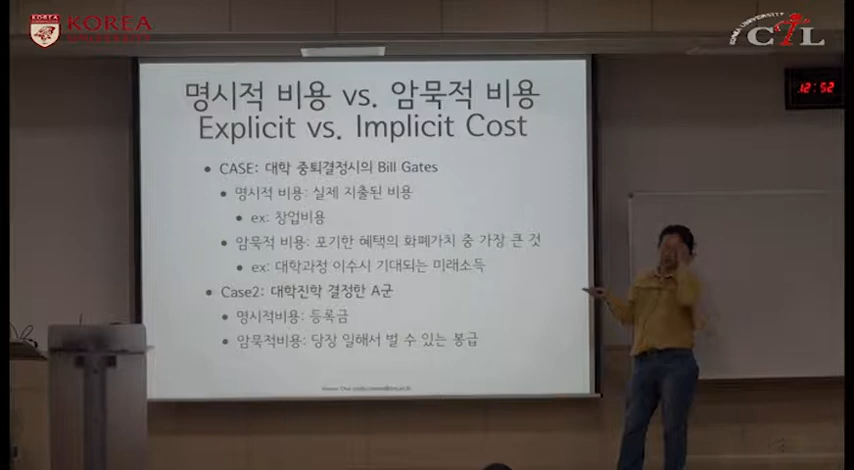 KOREA
CTL
12:52
명시적 비용 vs. 암묵적 비용
Explicit vs. Implicit Cost
• CASE: 대학 중퇴결정시의 Bill Gates
• 명시적 비용: 실제 지출된 비용
• ex: 창업비용
• 암묵적 비용: 포기한 혜택의 화폐가치 중 가장 큰 것
• ex: 대학과정 이수시 기대되는 미래소득
• Case2: 대학진학 결정한 A군
• 명시적비용: 등록금
• 암묵적비용: 당장 일해서 벌 수 있는 봉급